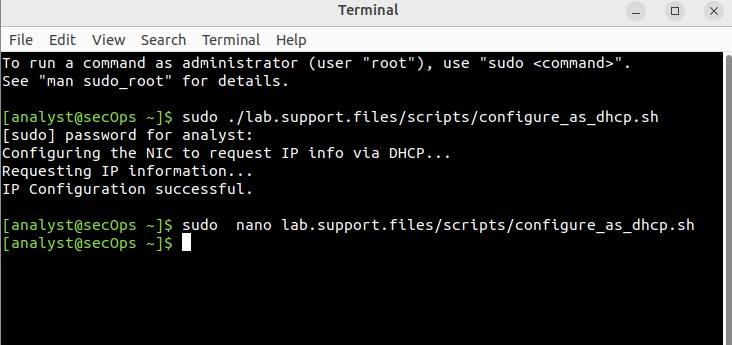 Terminal
File Edit View Search Terminal Help
To run a command as administrator (user "root"), use "sudo <command>".
See "man sudo_root" for details.
[analyst@secOps ~]$ sudo ./lab.support.files/scripts/configure_as_dhcp.sh
[sudo] password for analyst:
Configuring the NIC to request IP info via DHCP...
Requesting IP information...
IP Configuration successful.
[analyst@secOps ~]$ sudo  nano lab.support.files/scripts/configure_as_dhcp.sh
[analyst@secOps ~]$